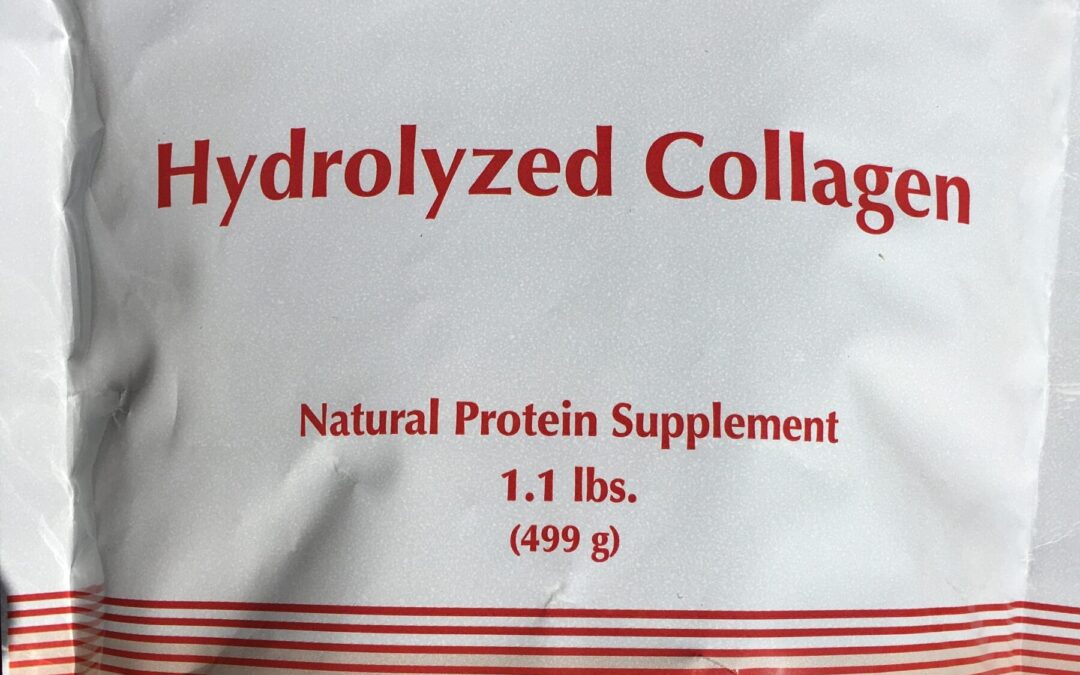 Hydrolyzed Collagen
Natural Protein Supplement
1.1 lbs.
(499 g)